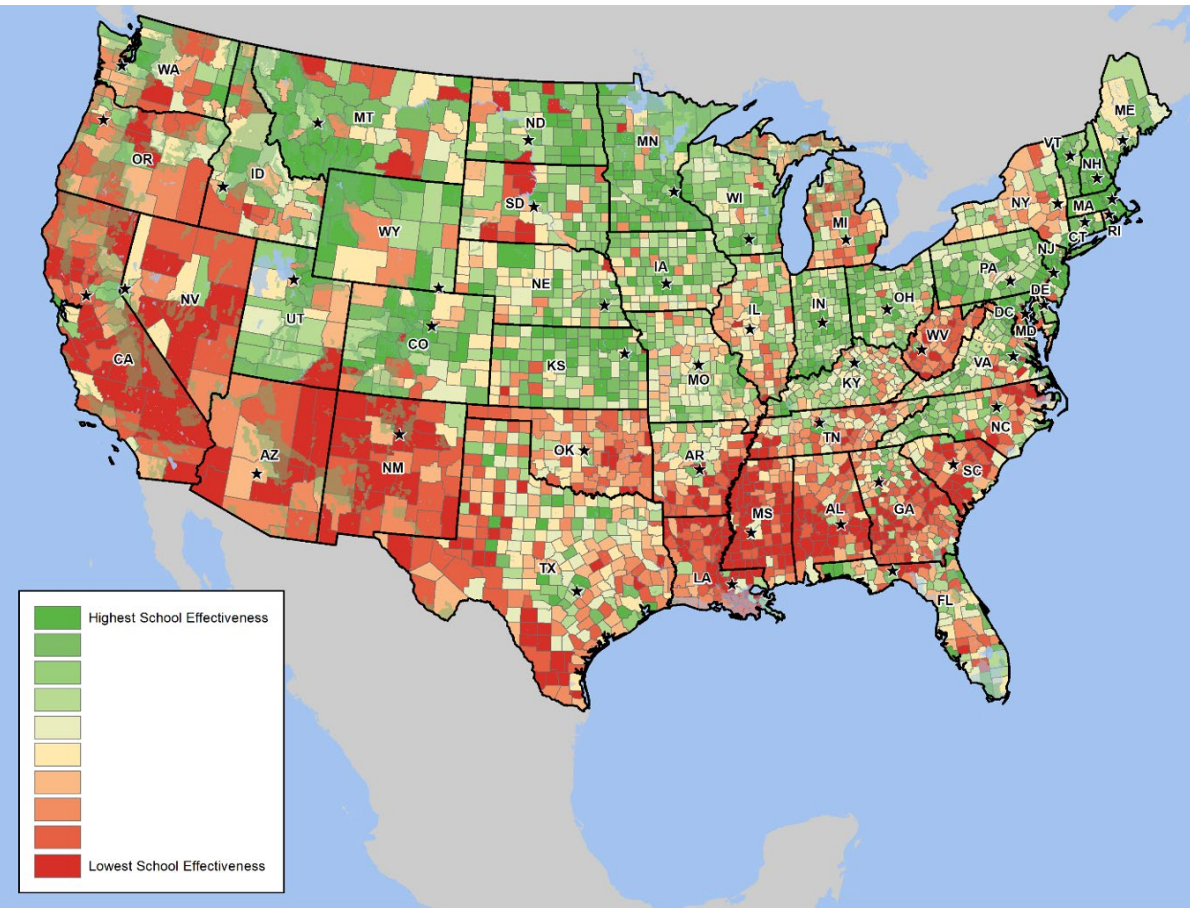 WA
MT
ND
MN
ME
VT
NH
OR
ID
SD
WI
NY
MA
MI
CT
RI
WY
IA
PA
NJ
NE
NV
UT
IL
IN
OH
DE
DC
MD
WV
CA
CO
KS
MO
KY
VA
AZ
NM
OK
AR
TN
NC
SC
MS
AL
GA
TX
LA
FL
Highest School Effectiveness
Lowest School Effectiveness